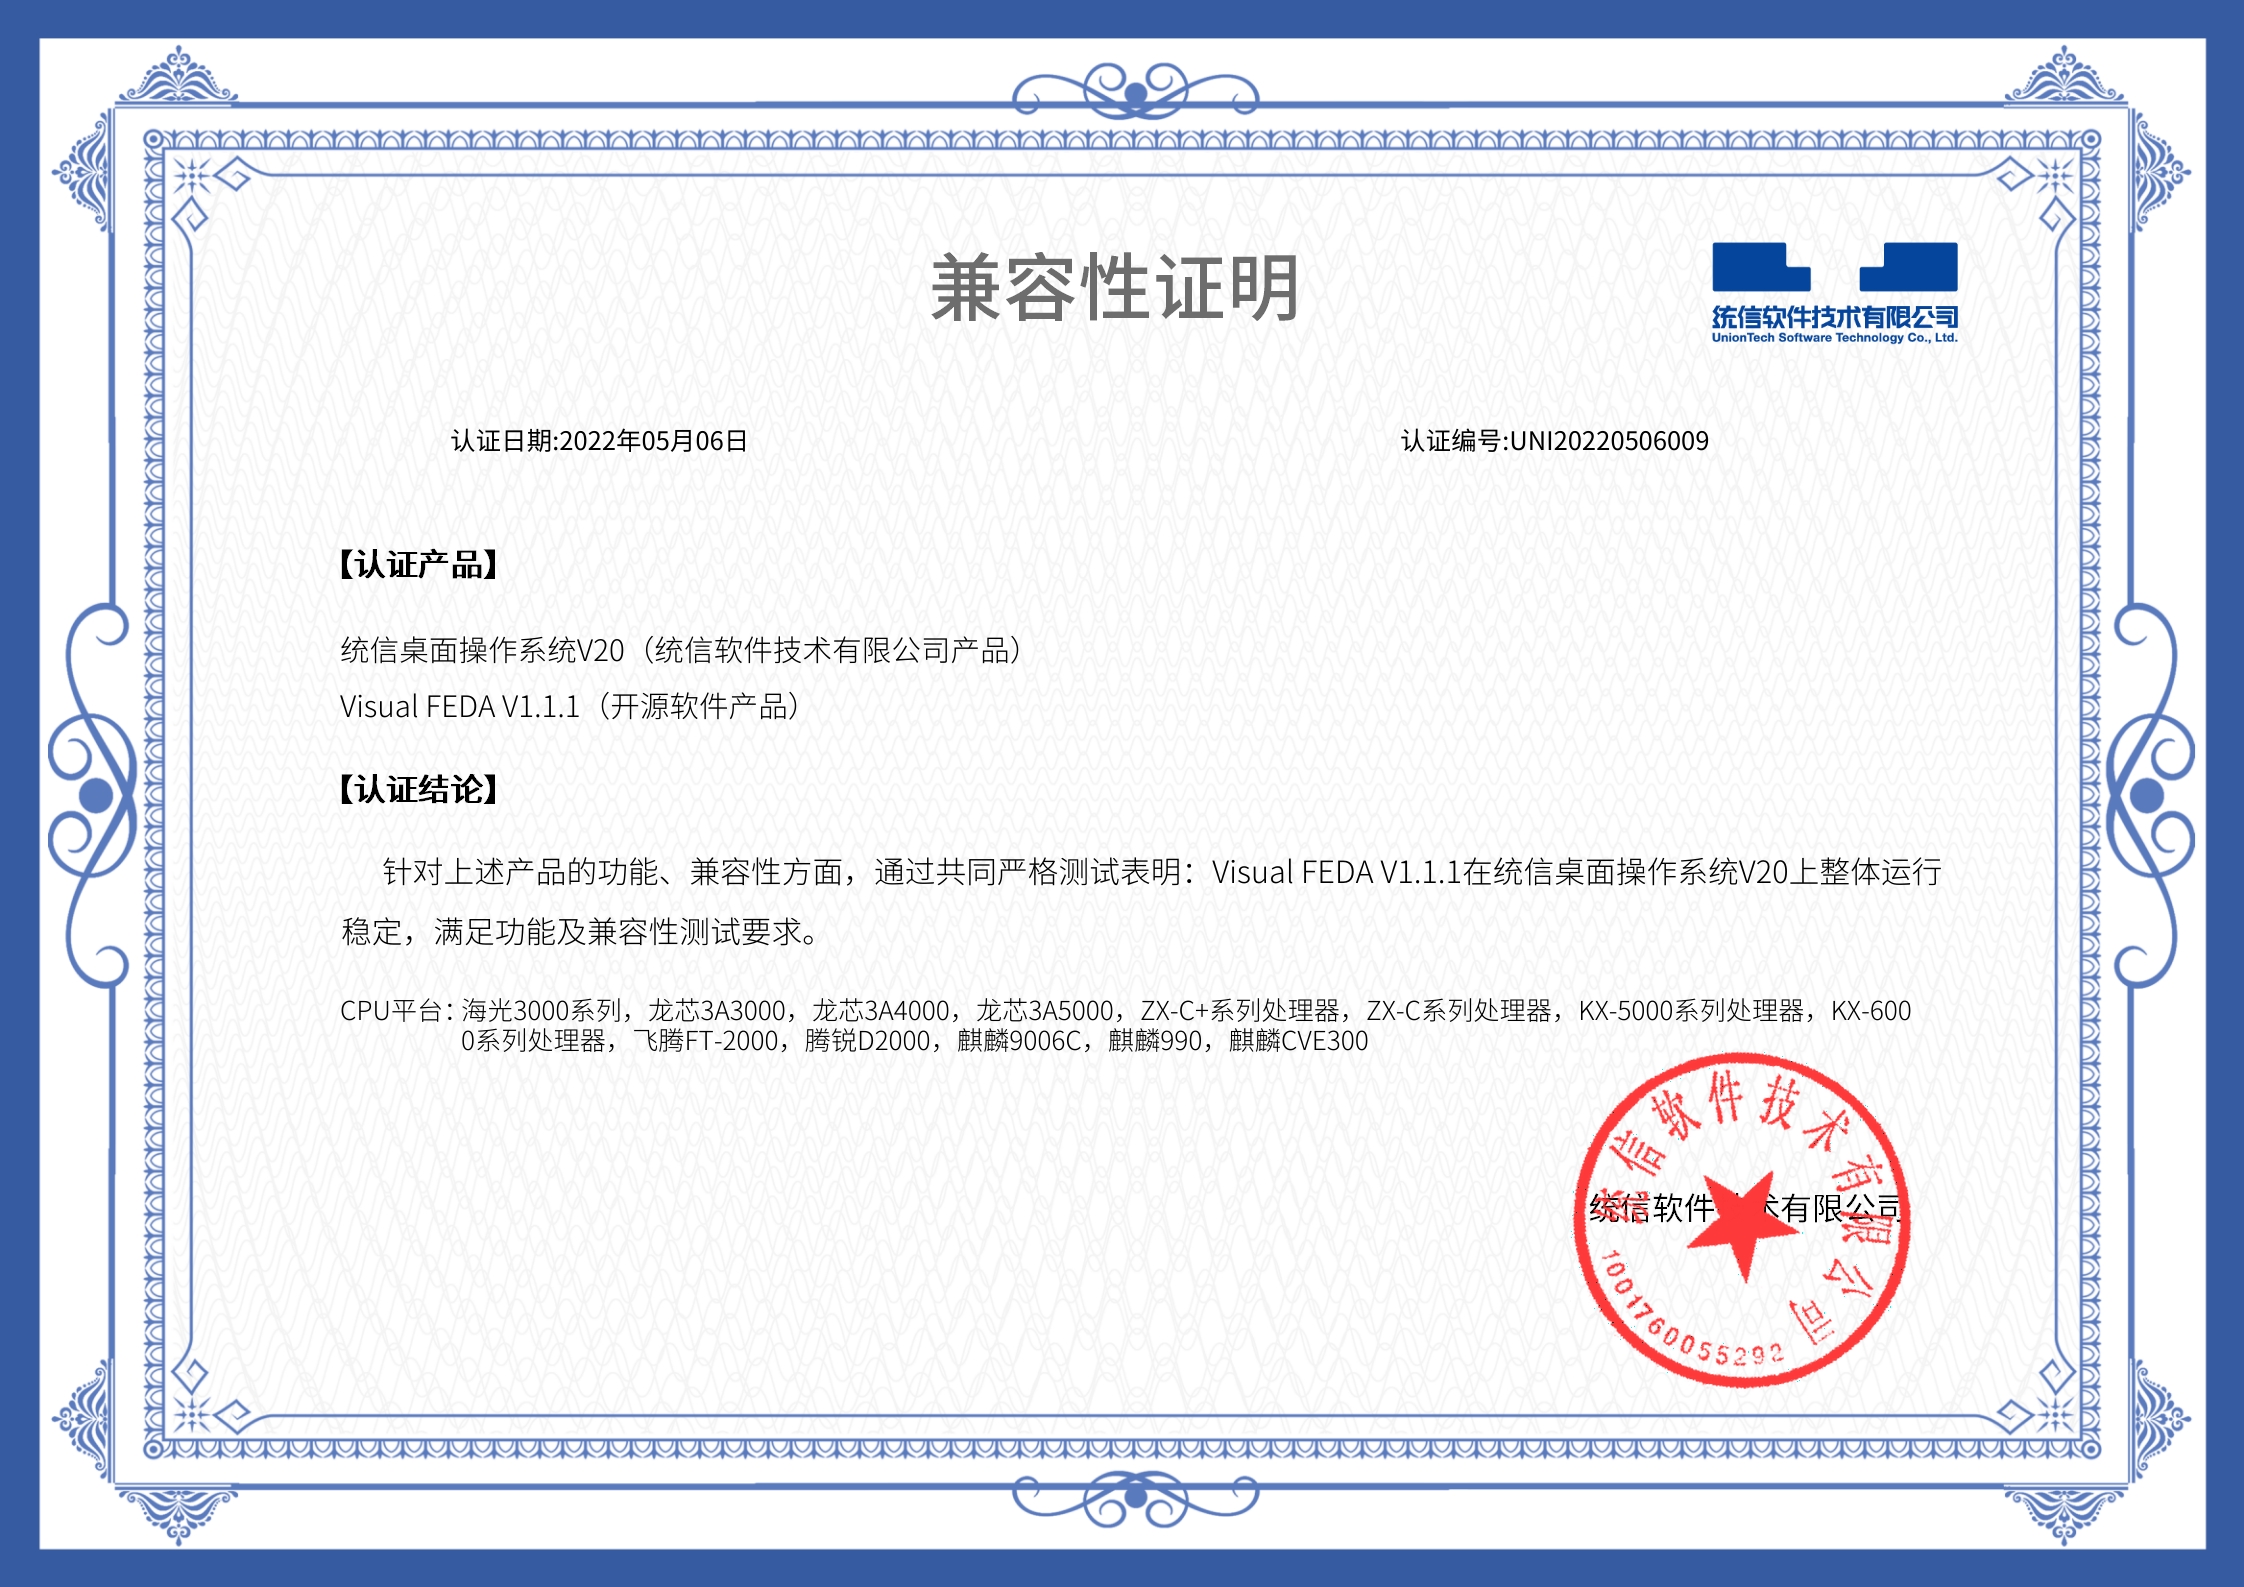 兼容性证明
统信软件技术有限公司
UnionTech Software Technology Co., Ltd.
认证日期:2022年05月06日
认证编号:UNI20220506009
【认证产品】
统信桌面操作系统V20（统信软件技术有限公司产品）
Visual FEDA V1.1.1（开源软件产品）
【认证结论】
针对上述产品的功能、兼容性方面，通过共同严格测试表明：Visual FEDA V1.1.1在统信桌面操作系统V20上整体运行
稳定，满足功能及兼容性测试要求。
CPU平台：海光3000系列，龙芯3A3000，龙芯3A4000，龙芯3A5000，ZX-C+系列处理器，ZX-C系列处理器，KX-5000系列处理器，KX-600
0系列处理器，飞腾FT-2000，腾锐D2000，麒麟9006C，麒麟990，麒麟CVE300
统信软件技术有限公司
统信软件技术有限公司
1001760055292